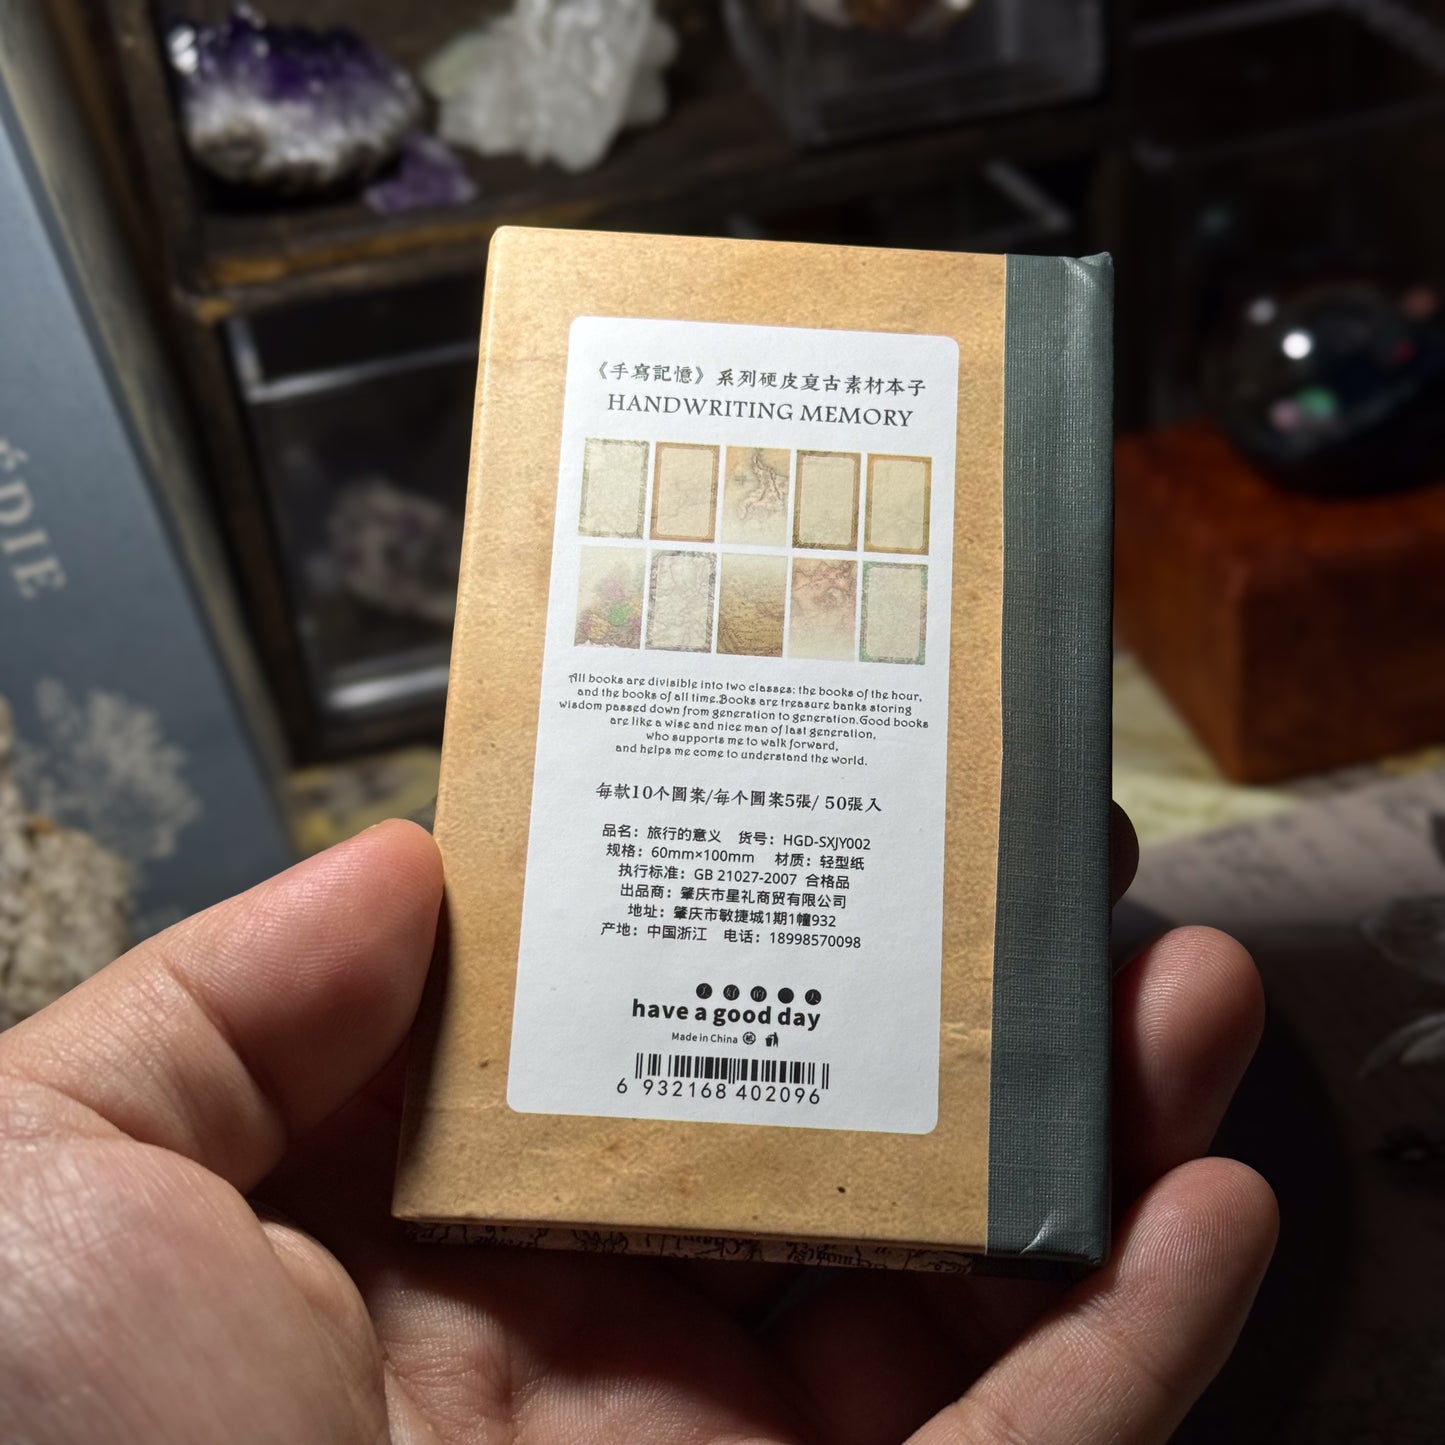 ÉDIE
《手寫記憶》系列硬皮复古素材本子
HANDWRITING MEMORY
All books are divisible into two classes: the books of the hour,
and the books of all time.Books are treasure banks storing
wisdom passed down from generation to generation.Good books
are like a wise and nice man of last generation,
who supports me to walk forward,
and helps me come to understand the world.
每款10个圖案/每个圖案5張/ 50張入
品名：旅行的意义 货号：HGD-SXJY002
规格：60mm×100mm 材质：轻型纸
执行标准：GB 21027-2007 合格品
出品商：肇庆市星礼商贸有限公司
地址：肇庆市敏捷城1期1幢932
产地：中国浙江 电话：18998570098
好 的
have a good day
Made in China
6 932168 402096